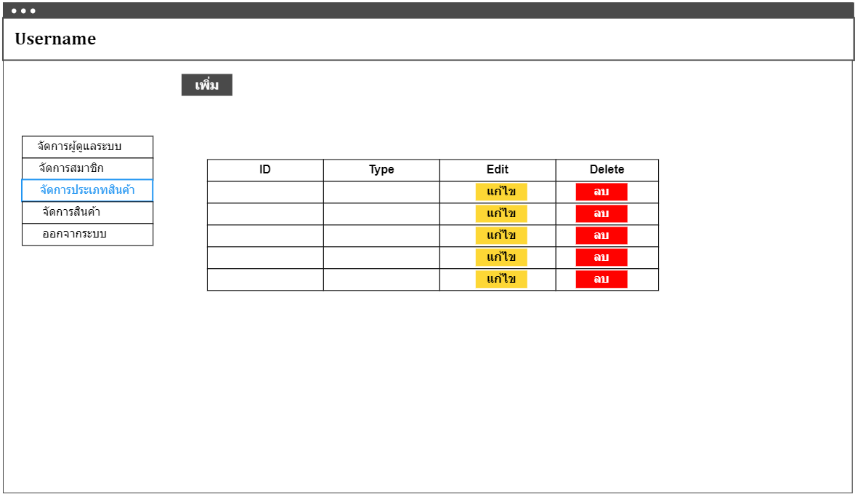 Username
เพิ่ม
จัดการผู้ดูแลระบบ
จัดการสมาชิก
จัดการประเภทสินค้า
จัดการสินค้า
ออกจากระบบ
ID Type Edit Delete
แก้ไข ลบ
แก้ไข ลบ
แก้ไข ลบ
แก้ไข ลบ
แก้ไข ลบ